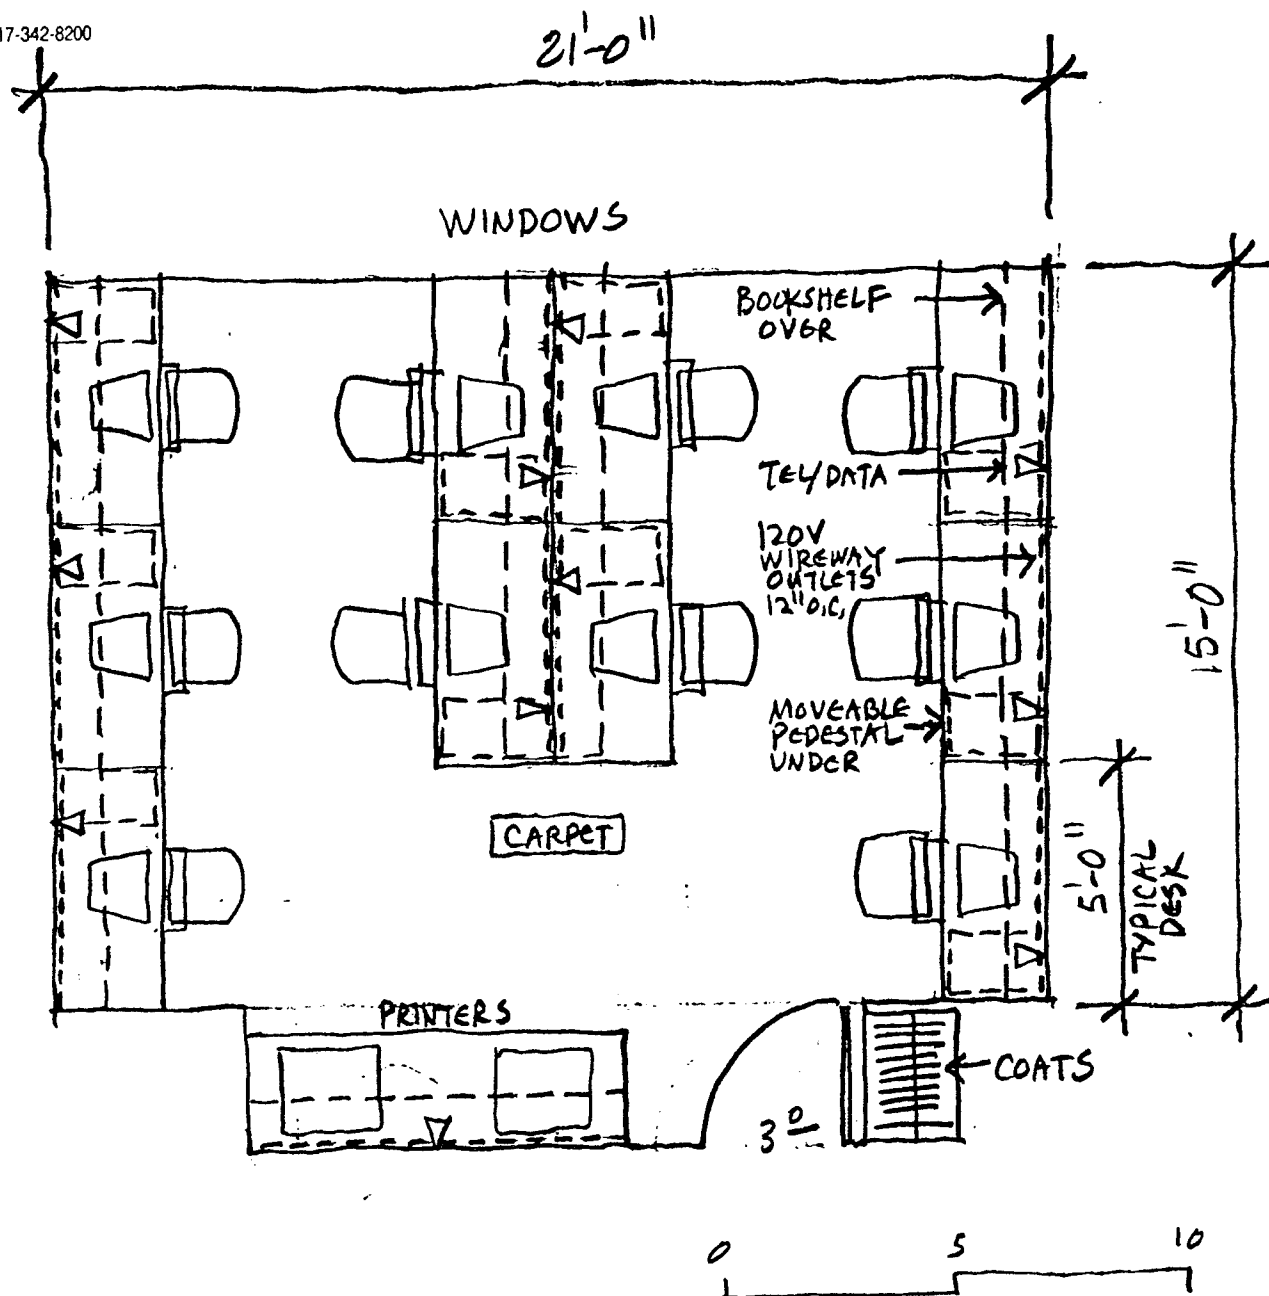 17-342-8200
21'-0"
WINDOWS
BOOKSHELF
OVER
TEL/DATA
120V
WIREWAY
OUTLETS
12"O.C.
15'-0"
MOVEABLE
PEDESTAL
UNDER
CARPET
5'-0"
TYPICAL
DESK
PRINTERS
COATS
3⁰
0 5 10